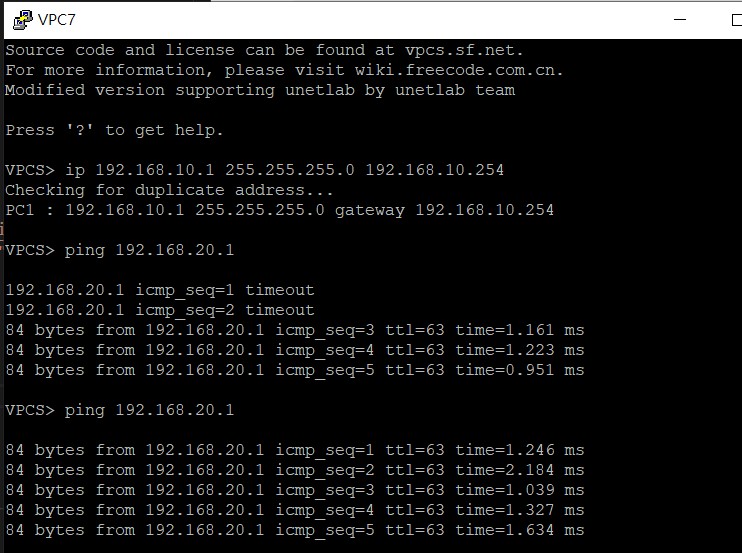 VPC7
Source code and license can be found at vpcs.sf.net.
For more information, please visit wiki.freecode.com.cn.
Modified version supporting unetlab by unetlab team
Press '?' to get help.
VPCS> ip 192.168.10.1 255.255.255.0 192.168.10.254
Checking for duplicate address...
PC1 : 192.168.10.1 255.255.255.0 gateway 192.168.10.254
VPCS> ping 192.168.20.1
192.168.20.1 icmp_seq=1 timeout
192.168.20.1 icmp_seq=2 timeout
84 bytes from 192.168.20.1 icmp_seq=3 ttl=63 time=1.161 ms
84 bytes from 192.168.20.1 icmp_seq=4 ttl=63 time=1.223 ms
84 bytes from 192.168.20.1 icmp_seq=5 ttl=63 time=0.951 ms
VPCS> ping 192.168.20.1
84 bytes from 192.168.20.1 icmp_seq=1 ttl=63 time=1.246 ms
84 bytes from 192.168.20.1 icmp_seq=2 ttl=63 time=2.184 ms
84 bytes from 192.168.20.1 icmp_seq=3 ttl=63 time=1.039 ms
84 bytes from 192.168.20.1 icmp_seq=4 ttl=63 time=1.327 ms
84 bytes from 192.168.20.1 icmp_seq=5 ttl=63 time=1.634 ms